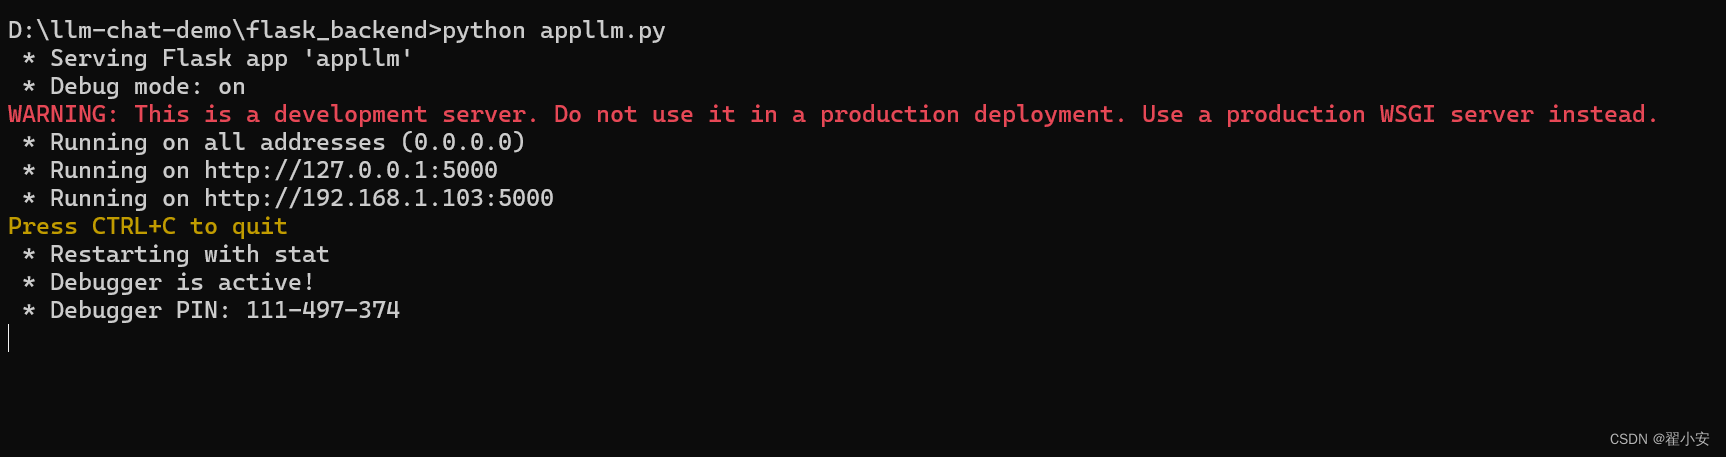 D:\llm-chat-demo\flask_backend>python appllm.py
 * Serving Flask app 'appllm'
 * Debug mode: on
WARNING: This is a development server. Do not use it in a production deployment. Use a production WSGI server instead.
 * Running on all addresses (0.0.0.0)
 * Running on http://127.0.0.1:5000
 * Running on http://192.168.1.103:5000
Press CTRL+C to quit
 * Restarting with stat
 * Debugger is active!
 * Debugger PIN: 111-497-374
CSDN @翟小安